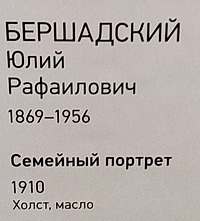 БЕРШАДСКИЙ
Юлий
Рафаилович
1869–1956
Семейный портрет
1910
Холст, масло